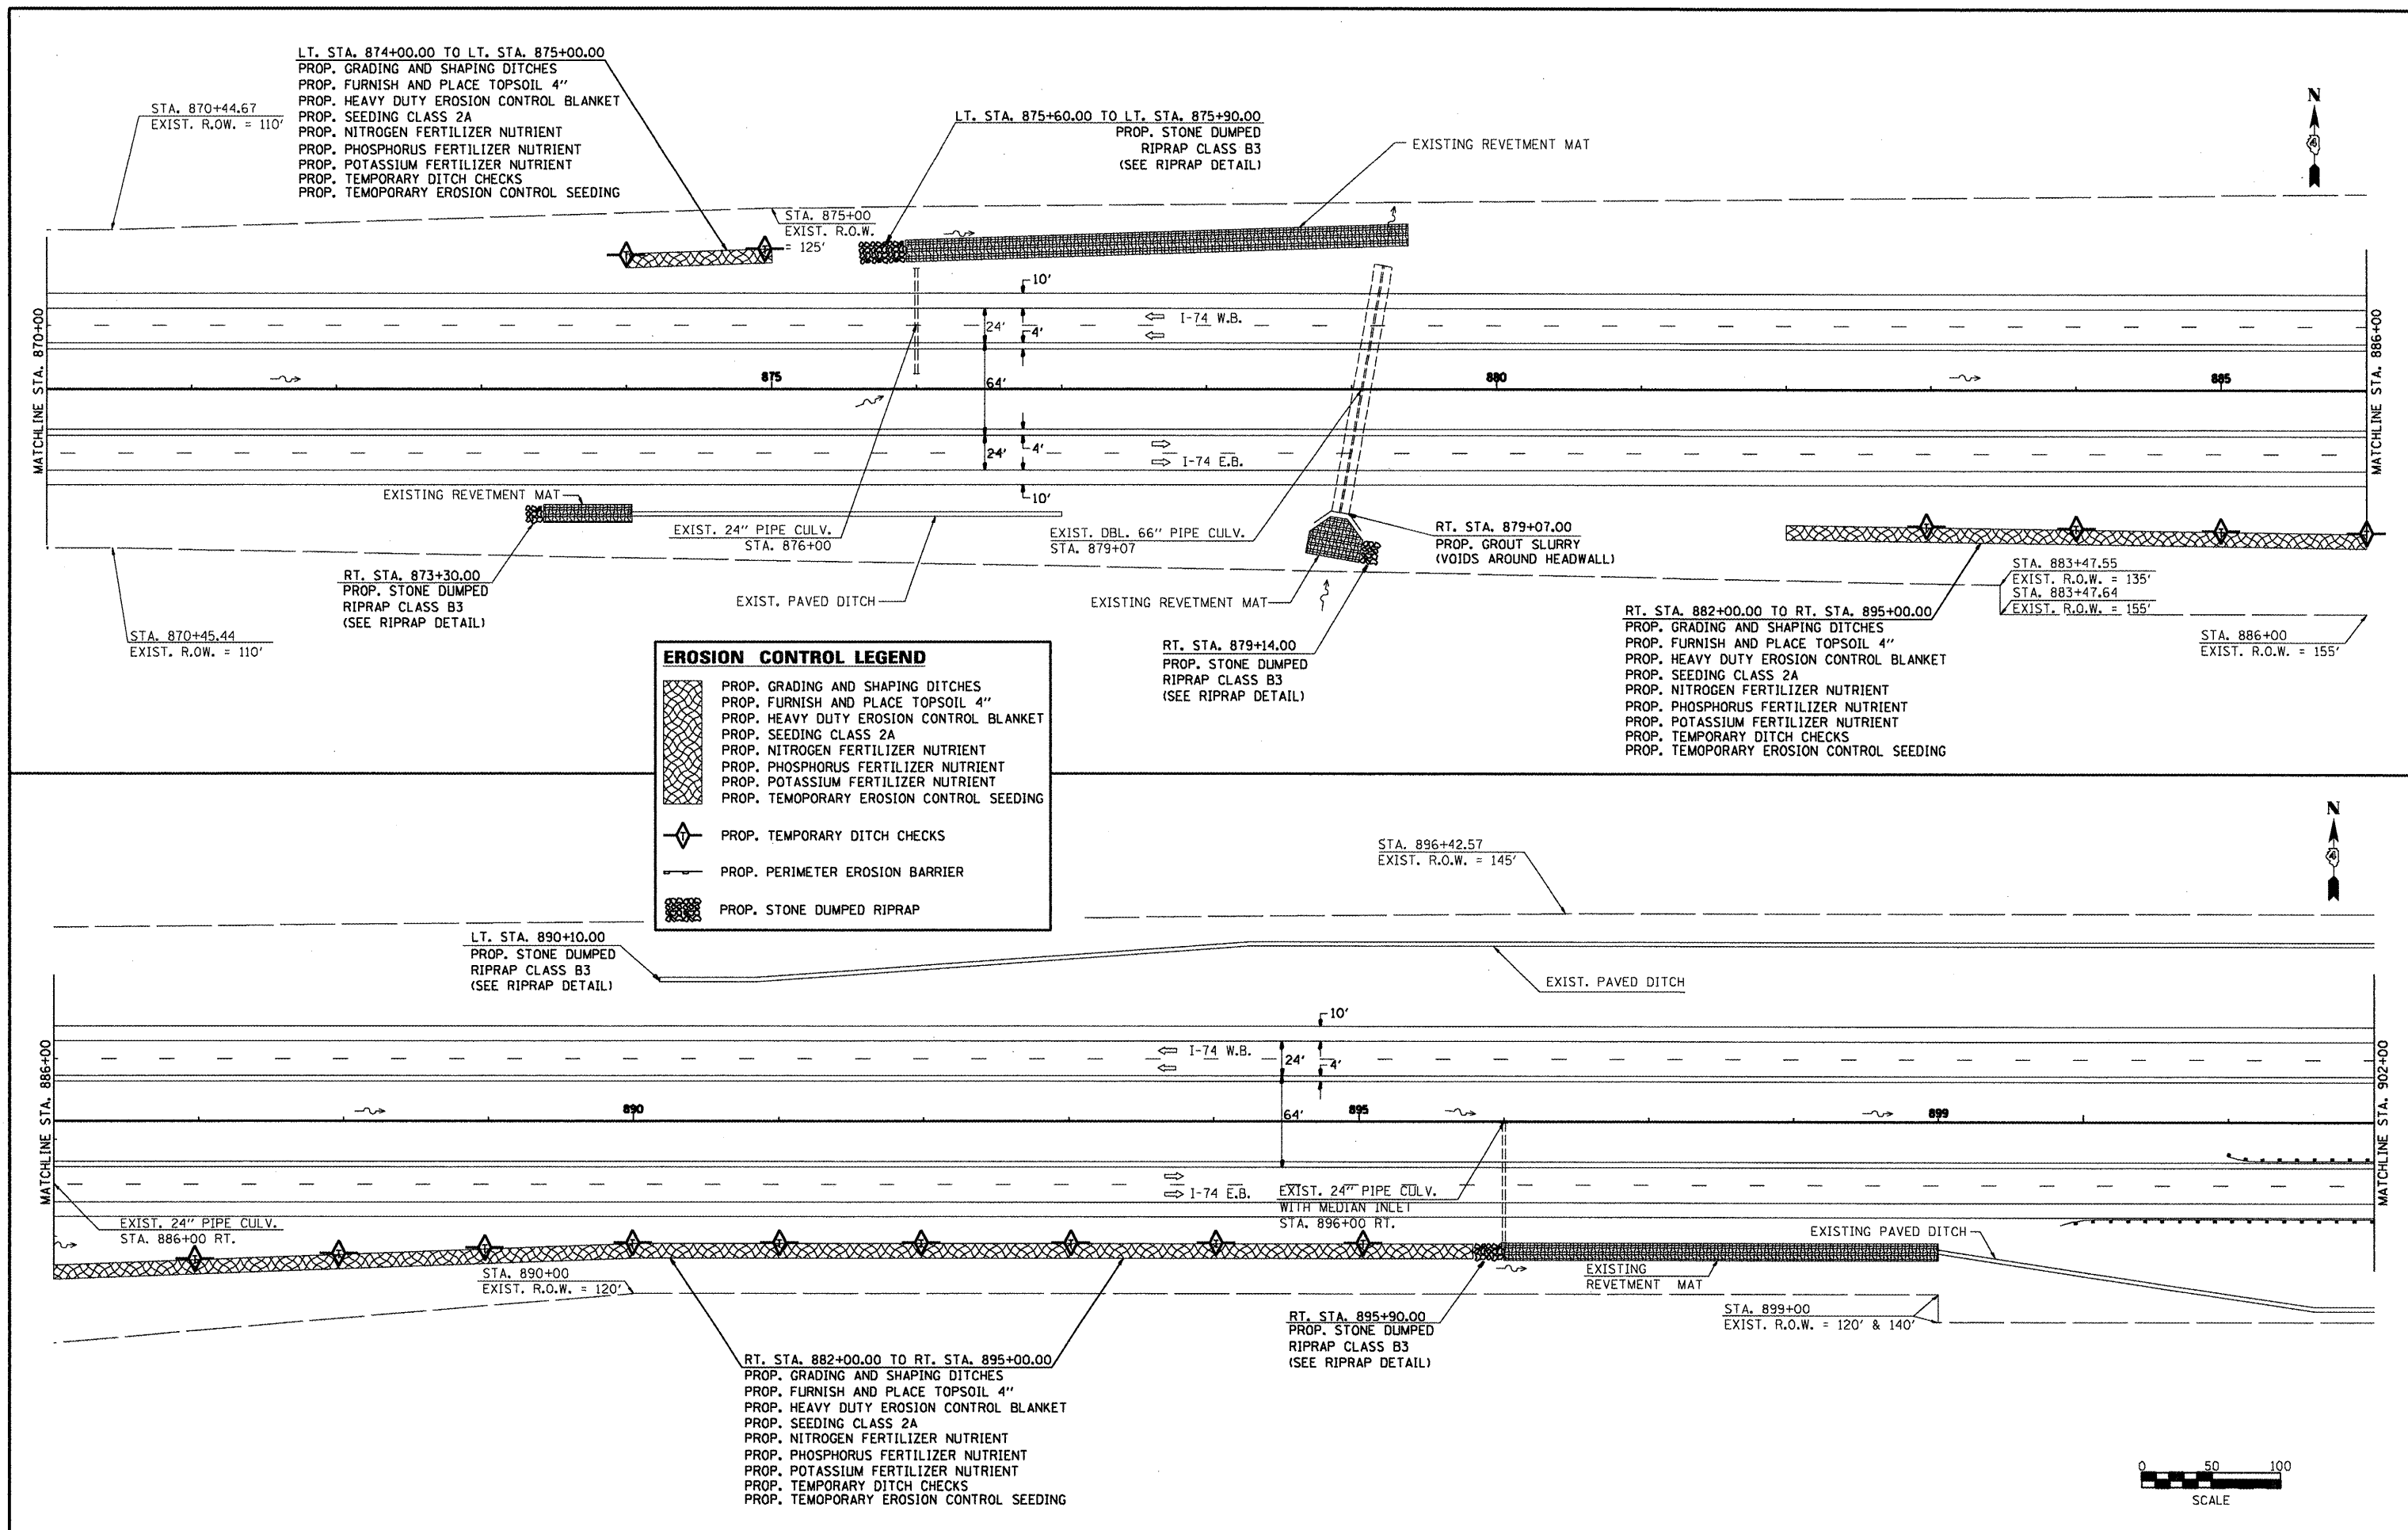 LT. STA. 874+00.00 TO LT. STA. 875+00.00
PROP. GRADING AND SHAPING DITCHES
PROP. FURNISH AND PLACE TOPSOIL 4''
PROP. HEAVY DUTY EROSION CONTROL BLANKET
PROP. SEEDING CLASS 2A
PROP. NITROGEN FERTILIZER NUTRIENT
PROP. PHOSPHORUS FERTILIZER NUTRIENT
PROP. POTASSIUM FERTILIZER NUTRIENT
PROP. TEMPORARY DITCH CHECKS
PROP. TEMOPORARY EROSION CONTROL SEEDING
STA. 870+44.67
EXIST. R.O.W. = 110'
LT. STA. 875+60.00 TO LT. STA. 875+90.00
PROP. STONE DUMPED
RIPRAP CLASS B3
(SEE RIPRAP DETAIL)
EXISTING REVETMENT MAT
N
STA. 875+00
EXIST. R.O.W.
= 125'
T
T
MATCHLINE STA. 870+00
10'
24'
4'
I-74 W.B.
875
64'
880
885
4'
24'
I-74 E.B.
10'
MATCHLINE STA. 886+00
EXISTING REVETMENT MAT
EXIST. 24'' PIPE CULV.
STA. 876+00
EXIST. DBL. 66'' PIPE CULV.
STA. 879+07
RT. STA. 879+07.00
PROP. GROUT SLURRY
(VOIDS AROUND HEADWALL)
T
T
T
T
RT. STA. 873+30.00
PROP. STONE DUMPED
RIPRAP CLASS B3
(SEE RIPRAP DETAIL)
EXIST. PAVED DITCH
EXISTING REVETMENT MAT
STA. 883+47.55
EXIST. R.O.W. = 135'
STA. 883+47.64
EXIST. R.O.W. = 155'
STA. 870+45.44
EXIST. R.O.W. = 110'
RT. STA. 879+14.00
PROP. STONE DUMPED
RIPRAP CLASS B3
(SEE RIPRAP DETAIL)
RT. STA. 882+00.00 TO RT. STA. 895+00.00
PROP. GRADING AND SHAPING DITCHES
PROP. FURNISH AND PLACE TOPSOIL 4''
PROP. HEAVY DUTY EROSION CONTROL BLANKET
PROP. SEEDING CLASS 2A
PROP. NITROGEN FERTILIZER NUTRIENT
PROP. PHOSPHORUS FERTILIZER NUTRIENT
PROP. POTASSIUM FERTILIZER NUTRIENT
PROP. TEMPORARY DITCH CHECKS
PROP. TEMOPORARY EROSION CONTROL SEEDING
STA. 886+00
EXIST. R.O.W. = 155'
EROSION CONTROL LEGEND
PROP. GRADING AND SHAPING DITCHES
PROP. FURNISH AND PLACE TOPSOIL 4''
PROP. HEAVY DUTY EROSION CONTROL BLANKET
PROP. SEEDING CLASS 2A
PROP. NITROGEN FERTILIZER NUTRIENT
PROP. PHOSPHORUS FERTILIZER NUTRIENT
PROP. POTASSIUM FERTILIZER NUTRIENT
PROP. TEMOPORARY EROSION CONTROL SEEDING
T PROP. TEMPORARY DITCH CHECKS
PROP. PERIMETER EROSION BARRIER
PROP. STONE DUMPED RIPRAP
N
STA. 896+42.57
EXIST. R.O.W. = 145'
LT. STA. 890+10.00
PROP. STONE DUMPED
RIPRAP CLASS B3
(SEE RIPRAP DETAIL)
EXIST. PAVED DITCH
MATCHLINE STA. 886+00
10'
I-74 W.B.
24'
4'
890
64'
895
899
MATCHLINE STA. 902+00
I-74 E.B.
EXIST. 24'' PIPE CULV.
WITH MEDIAN INLET
STA. 896+00 RT.
EXIST. 24'' PIPE CULV.
STA. 886+00 RT.
T
T
T
T
T
T
T
T
T
EXISTING PAVED DITCH
STA. 890+00
EXIST. R.O.W. = 120'
EXISTING
REVETMENT MAT
RT. STA. 895+90.00
PROP. STONE DUMPED
RIPRAP CLASS B3
(SEE RIPRAP DETAIL)
STA. 899+00
EXIST. R.O.W. = 120' & 140'
RT. STA. 882+00.00 TO RT. STA. 895+00.00
PROP. GRADING AND SHAPING DITCHES
PROP. FURNISH AND PLACE TOPSOIL 4''
PROP. HEAVY DUTY EROSION CONTROL BLANKET
PROP. SEEDING CLASS 2A
PROP. NITROGEN FERTILIZER NUTRIENT
PROP. PHOSPHORUS FERTILIZER NUTRIENT
PROP. POTASSIUM FERTILIZER NUTRIENT
PROP. TEMPORARY DITCH CHECKS
PROP. TEMOPORARY EROSION CONTROL SEEDING
0 50 100
SCALE